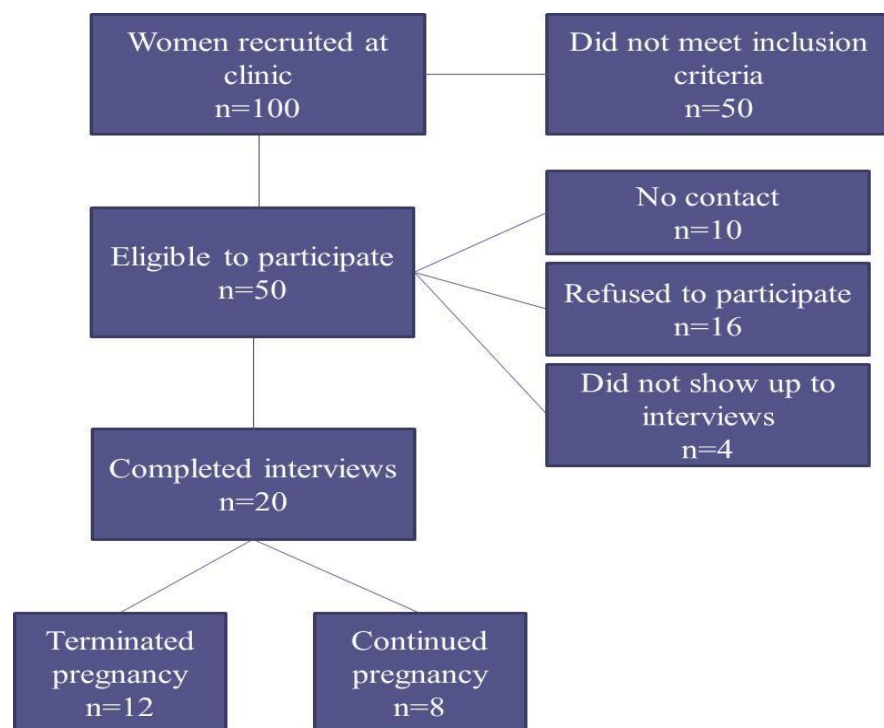 Women recruited at
clinic
n=100
Did not meet inclusion
criteria
n=50
Eligible to participate
n=50
No contact
n=10
Refused to participate
n=16
Did not show up to
interviews
n=4
Completed interviews
n=20
Terminated
pregnancy
n=12
Continued
pregnancy
n=8